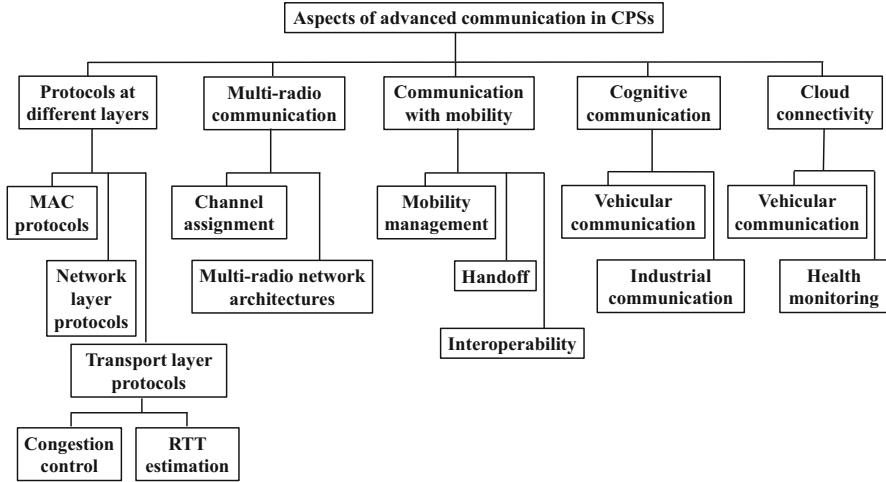 Aspects of advanced communication in CPSs
Protocols at
different layers
Multi-radio
communication
Communication
with mobility
Cognitive
communication
Cloud
connectivity
MAC
protocols
Channel
assignment
Mobility
management
Vehicular
communication
Vehicular
communication
Network
layer
protocols
Multi-radio network
architectures
Handoff
Industrial
communication
Health
monitoring
Interoperability
Transport layer
protocols
Congestion
control
RTT
estimation